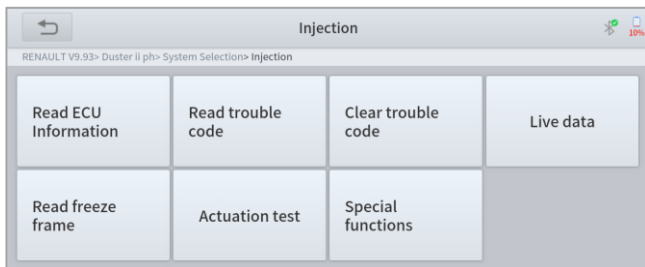 Injection
10%
RENAULT V9.93> Duster ii ph> System Selection> Injection
Read ECU
Information
Read trouble
code
Clear trouble
code
Live data
Read freeze
frame
Actuation test
Special
functions